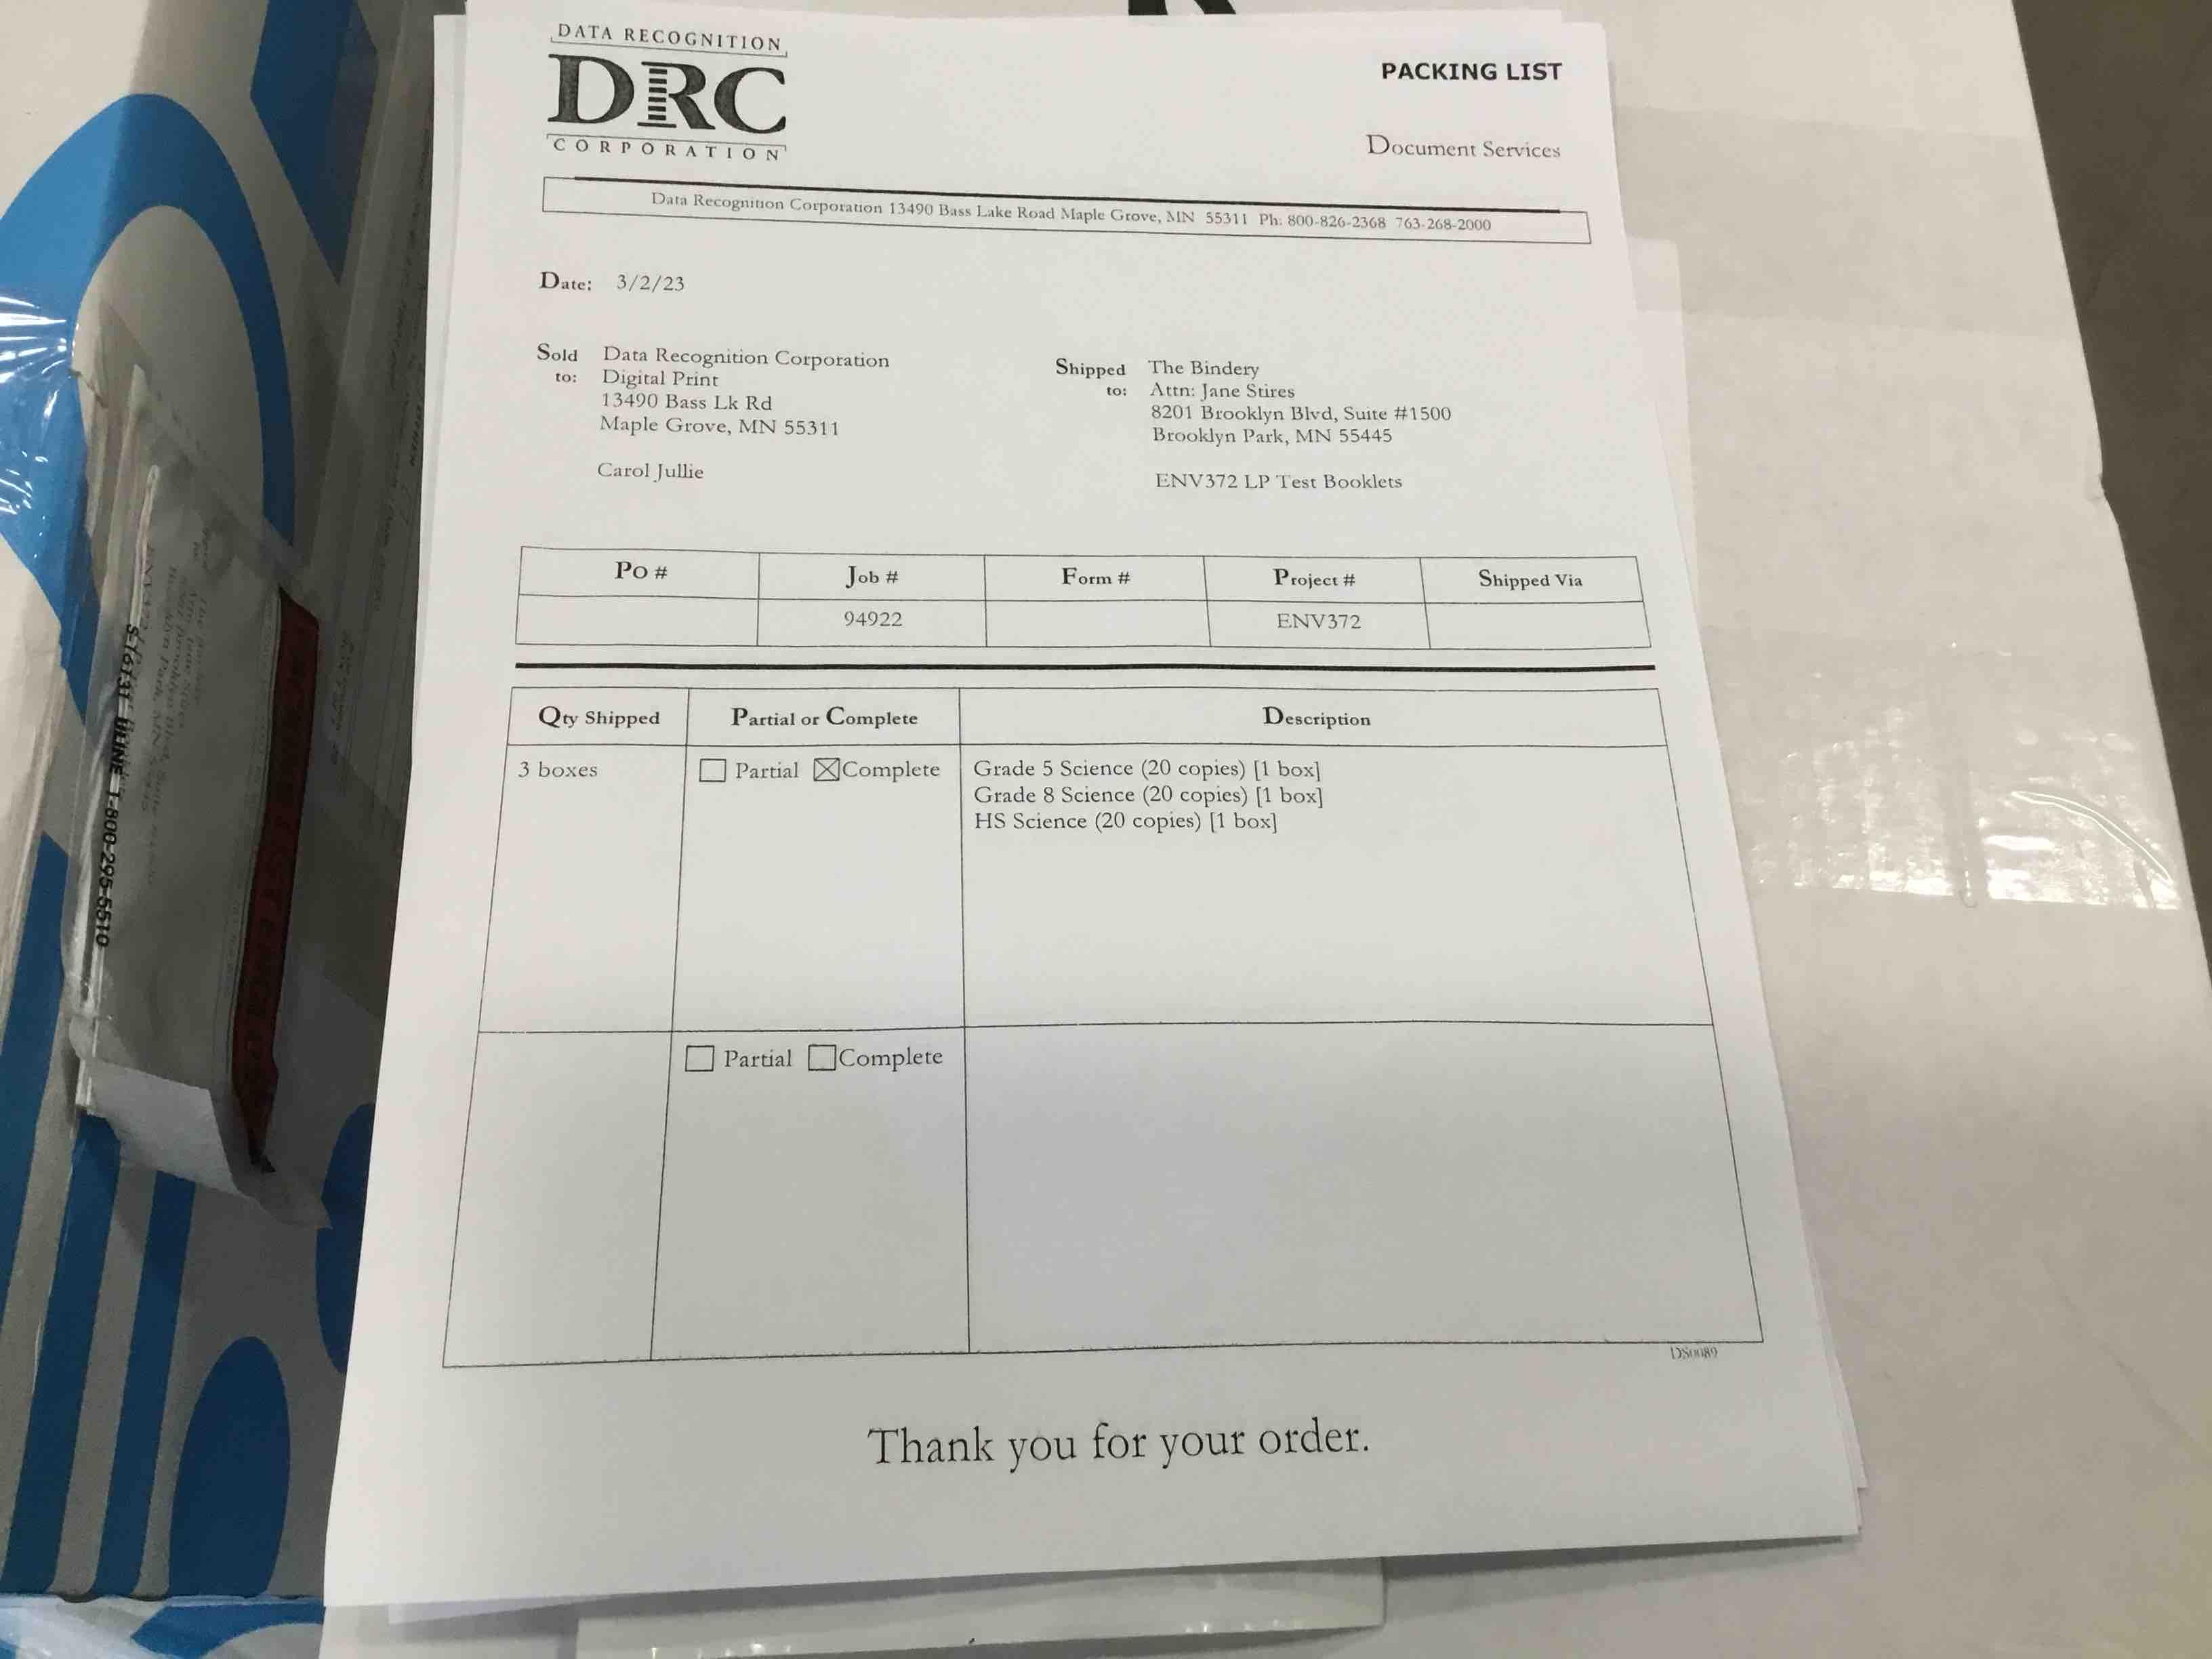 DATA RECOGNITION
DRC
CORPORATION
PACKING LIST
Document Services
Data Recognition Corporation 13490 Bass Lake Road Maple Grove, MN 55311 Ph: 800-826-2368 763-268-2000
Date: 3/2/23
Sold to:
Data Recognition Corporation
Digital Print
13490 Bass Lk Rd
Maple Grove, MN 55311
Carol Jullie
Shipped to:
The Bindery
Attn: Jane Stires
8201 Brooklyn Blvd, Suite #1500
Brooklyn Park, MN 55445
ENV372 LP Test Booklets
PO # Job # Form # Project # Shipped Via
94922 ENV372
Qty Shipped Partial or Complete Description
3 boxes Partial Complete Grade 5 Science (20 copies) [1 box]
Grade 8 Science (20 copies) [1 box]
HS Science (20 copies) [1 box]
Partial Complete
DS0089
Thank you for your order.
ULINE 1-800-295-5510